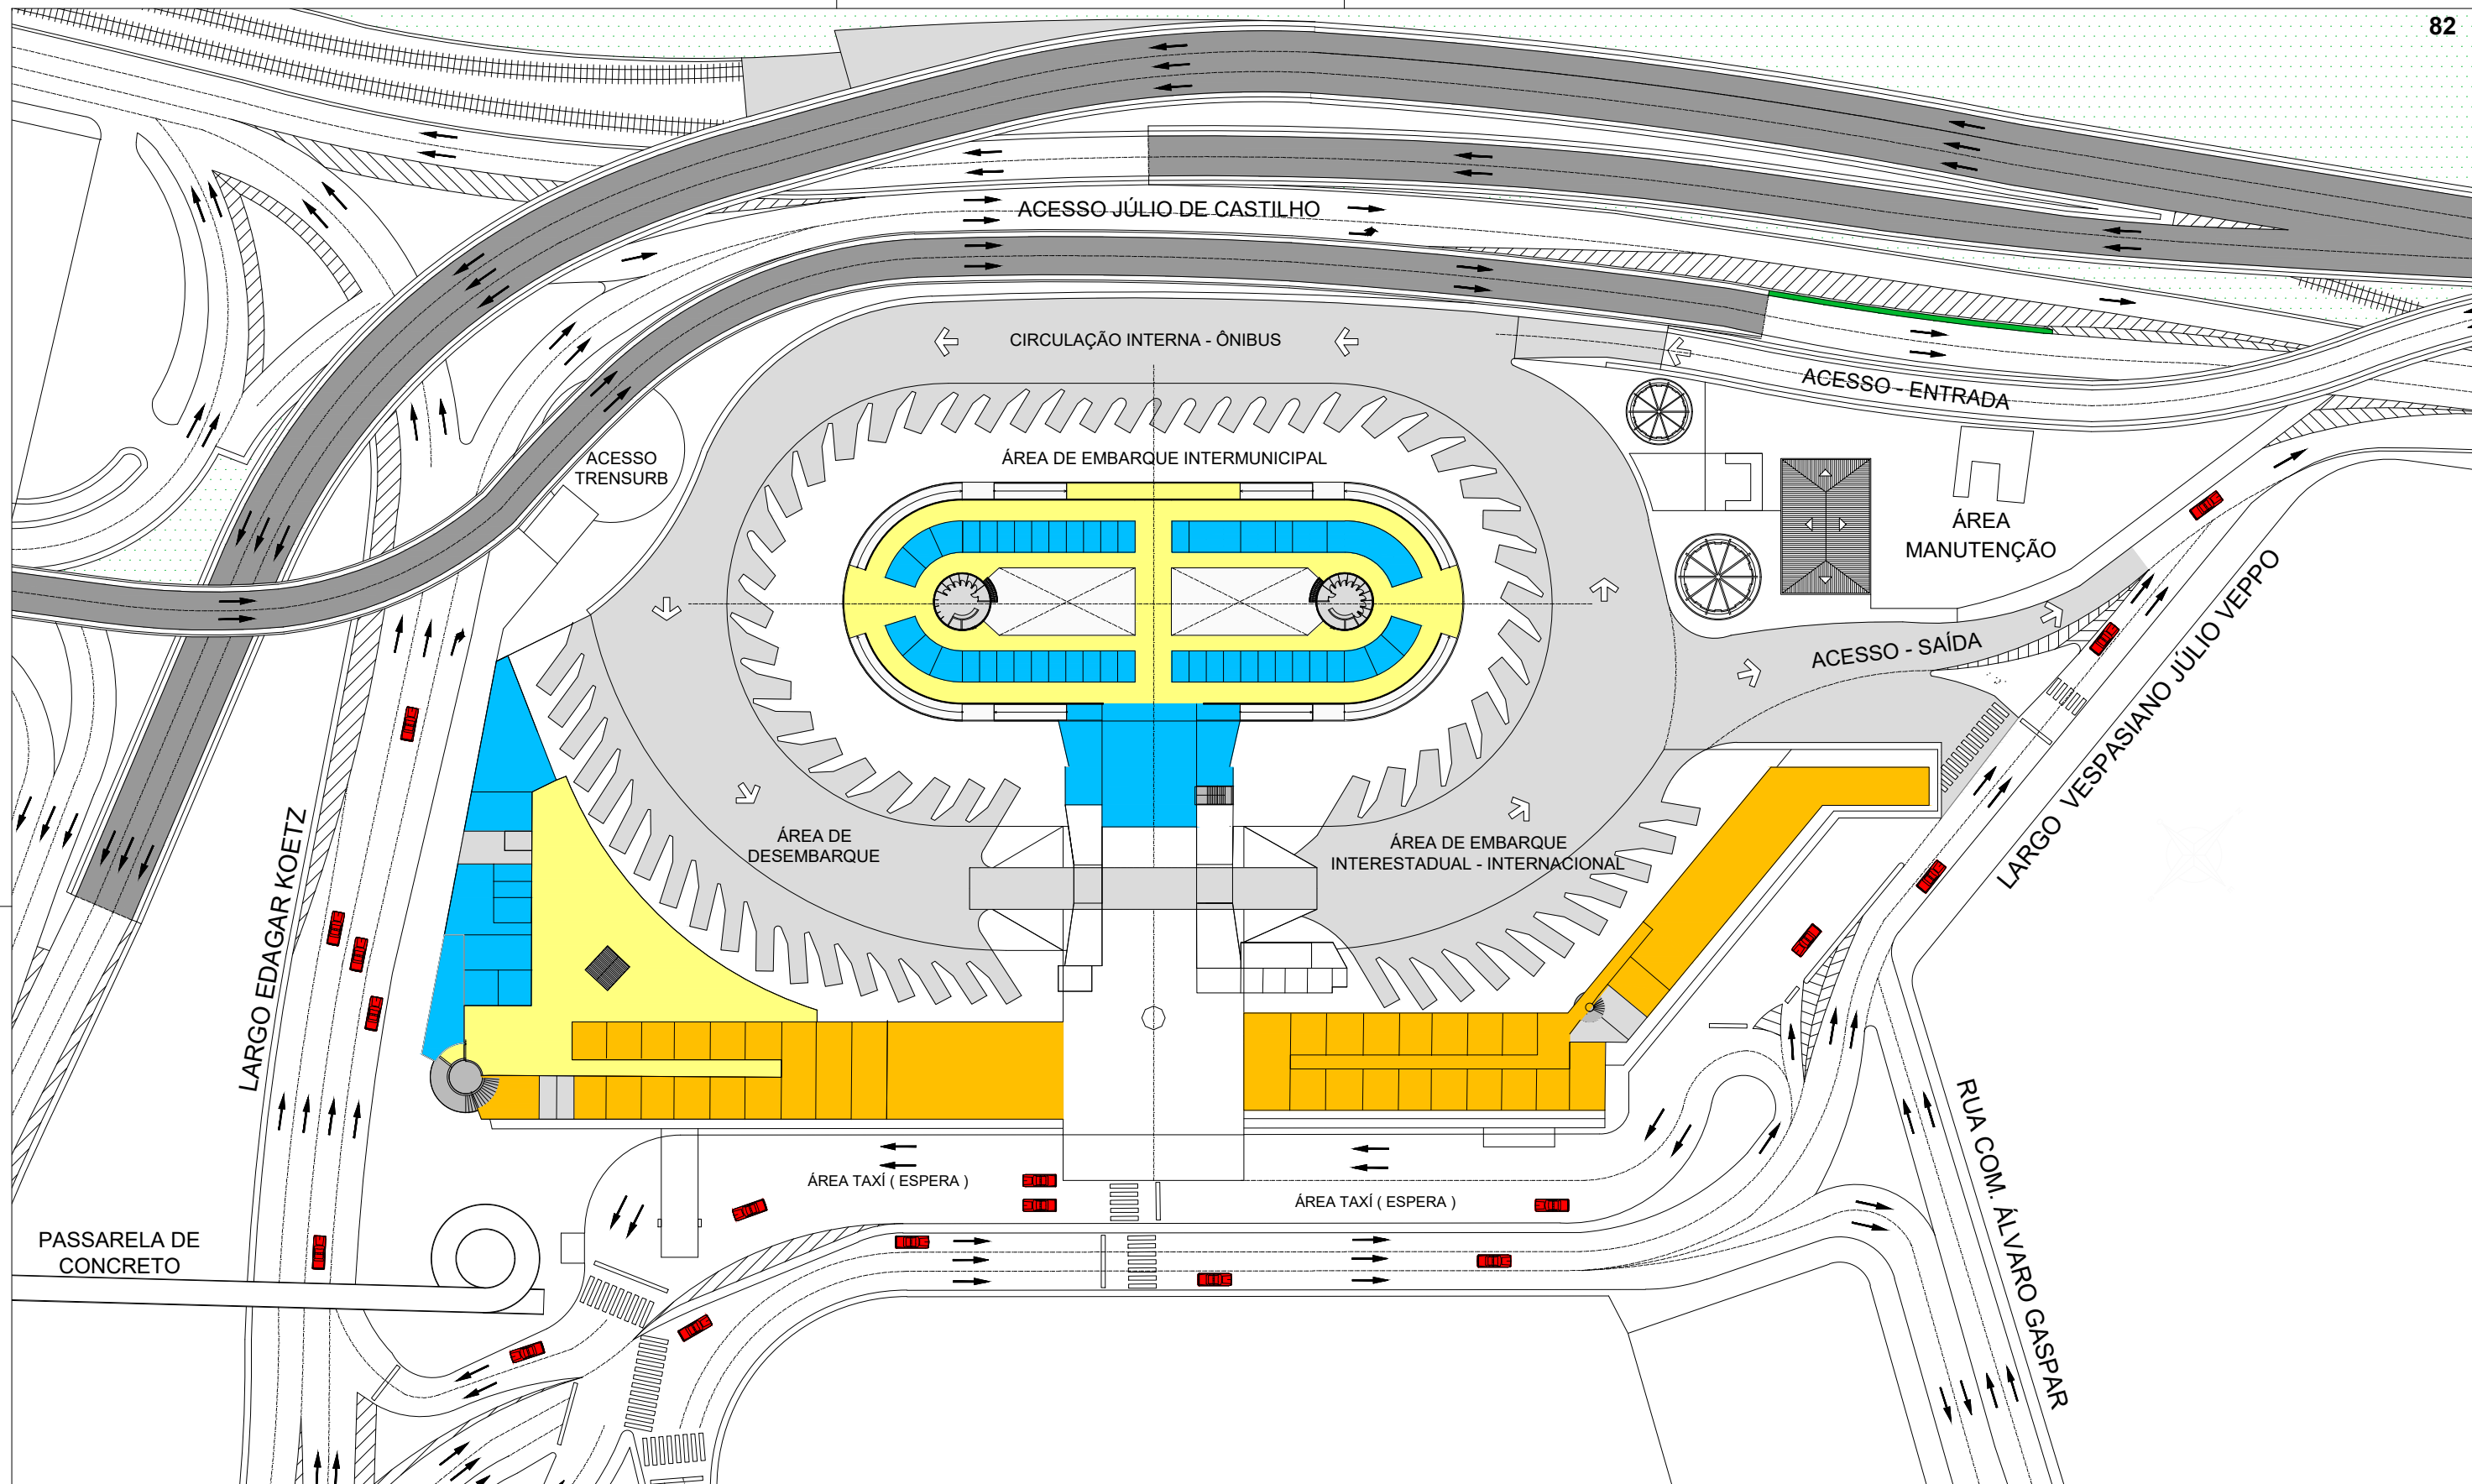 82
ACESSO JÚLIO DE CASTILHO
CIRCULAÇÃO INTERNA - ÔNIBUS
ACESSO - ENTRADA
ACESSO
TRENSURB
ÁREA DE EMBARQUE INTERMUNICIPAL
ÁREA
MANUTENÇÃO
ACESSO - SAÍDA
LARGO VESPASIANO JÚLIO VEPPO
ÁREA DE
DESEMBARQUE
ÁREA DE EMBARQUE
INTERESTADUAL - INTERNACIONAL
LARGO EDAGAR KOETZ
RUA COM. ÁLVARO GASPAR
ÁREA TAXÍ ( ESPERA )
ÁREA TAXÍ ( ESPERA )
PASSARELA DE
CONCRETO